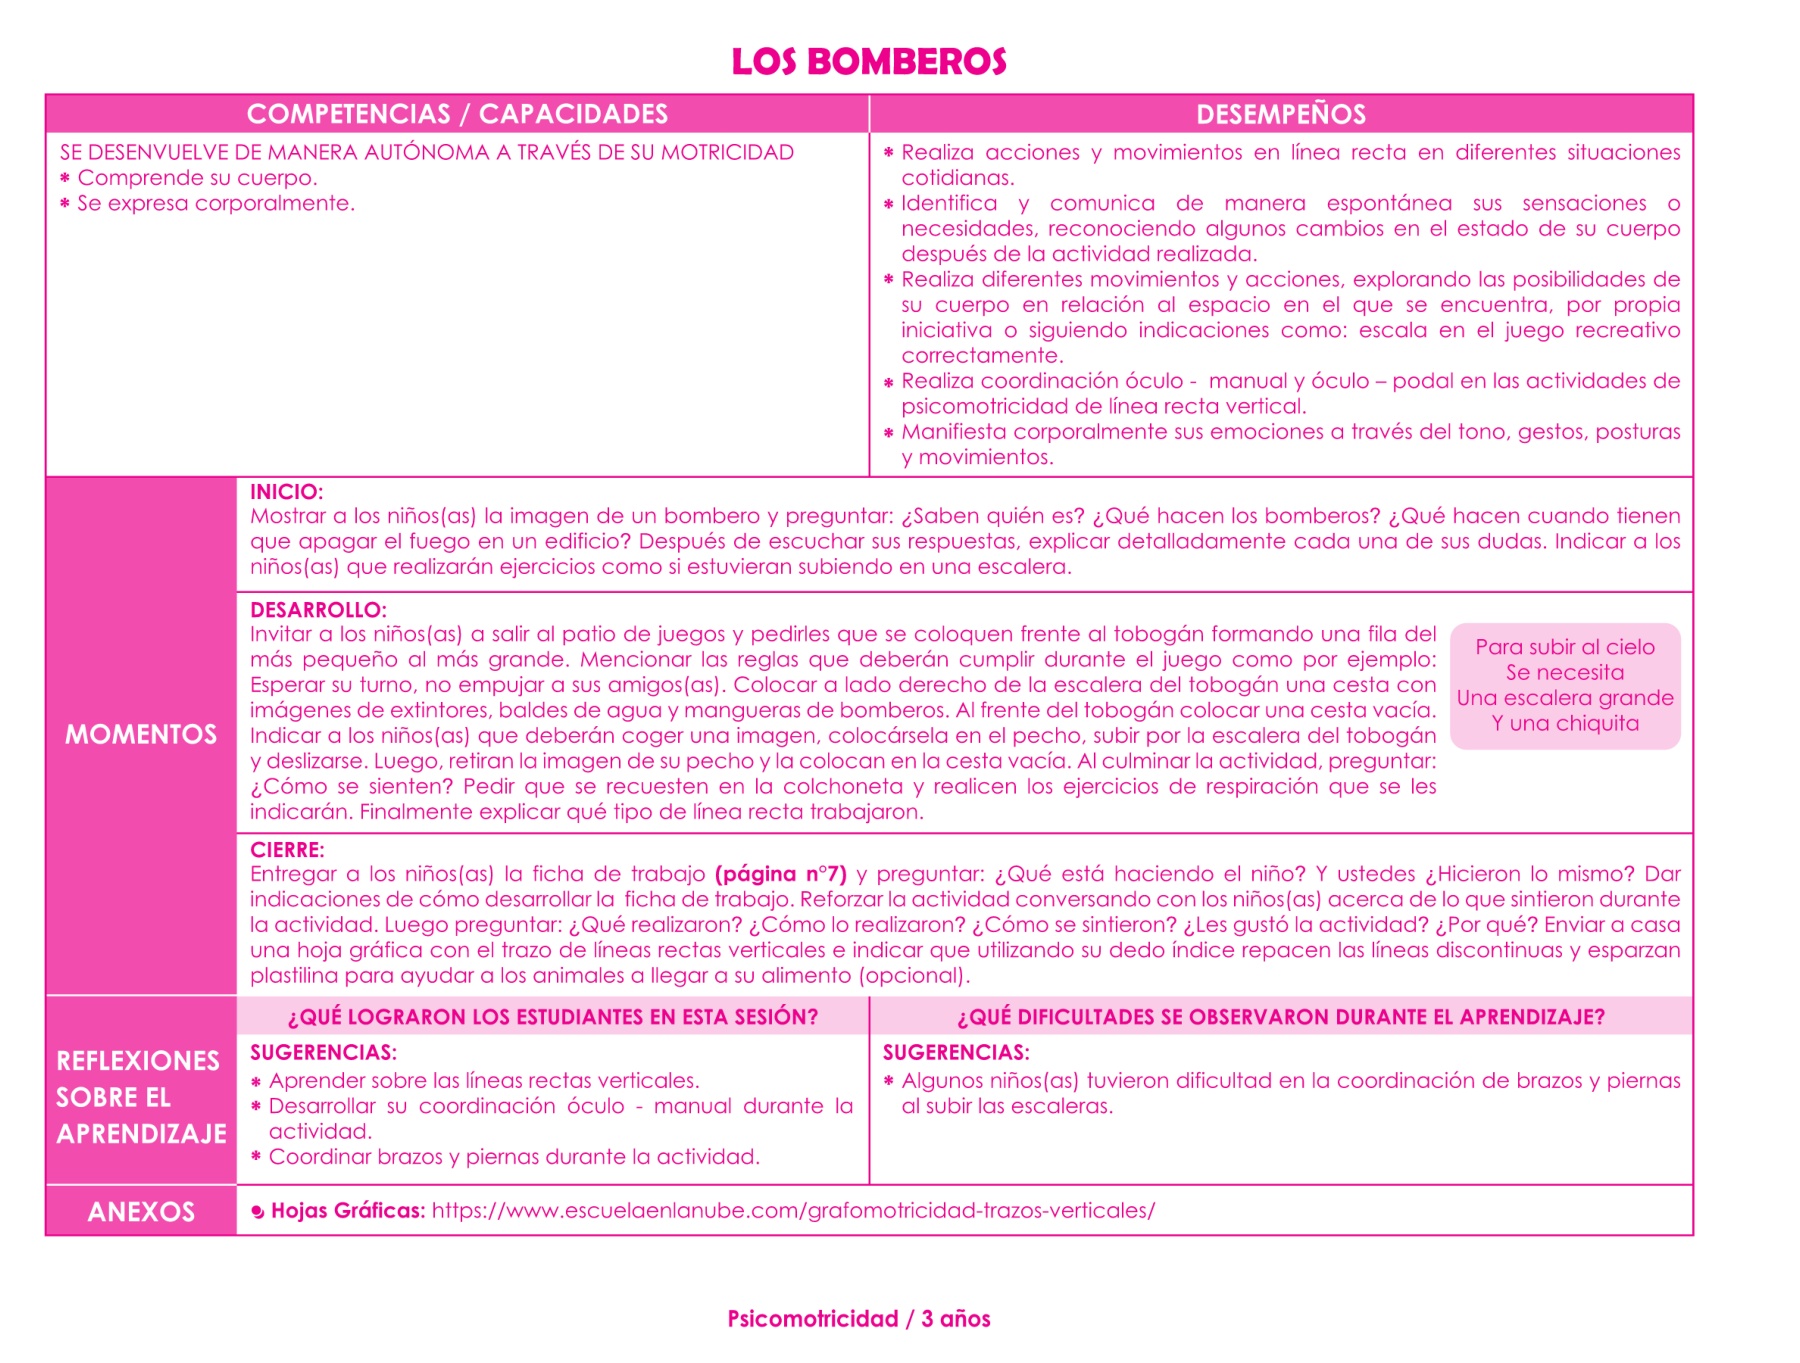 LOS BOMBEROS
COMPETENCIAS / CAPACIDADES
DESEMPEÑOS
SE DESENVUELVE DE MANERA AUTÓNOMA A TRAVÉS DE SU MOTRICIDAD
* Comprende su cuerpo.
* Se expresa corporalmente.
* Realiza acciones y movimientos en línea recta en diferentes situaciones
cotidianas.
* Identifica y comunica de manera espontánea sus sensaciones o
necesidades, reconociendo algunos cambios en el estado de su cuerpo
después de la actividad realizada.
* Realiza diferentes movimientos y acciones, explorando las posibilidades de
su cuerpo en relación al espacio en el que se encuentra, por propia
iniciativa o siguiendo indicaciones como: escala en el juego recreativo
correctamente.
* Realiza coordinación óculo - manual y óculo – podal en las actividades de
psicomotricidad de línea recta vertical.
* Manifiesta corporalmente sus emociones a través del tono, gestos, posturas
y movimientos.
MOMENTOS
INICIO:
Mostrar a los niños(as) la imagen de un bombero y preguntar: ¿Saben quién es? ¿Qué hacen los bomberos? ¿Qué hacen cuando tienen
que apagar el fuego en un edificio? Después de escuchar sus respuestas, explicar detalladamente cada una de sus dudas. Indicar a los
niños(as) que realizarán ejercicios como si estuvieran subiendo en una escalera.
DESARROLLO:
Invitar a los niños(as) a salir al patio de juegos y pedirles que se coloquen frente al tobogán formando una fila del
más pequeño al más grande. Mencionar las reglas que deberán cumplir durante el juego como por ejemplo:
Esperar su turno, no empujar a sus amigos(as). Colocar a lado derecho de la escalera del tobogán una cesta con
imágenes de extintores, baldes de agua y mangueras de bomberos. Al frente del tobogán colocar una cesta vacía.
Indicar a los niños(as) que deberán coger una imagen, colocársela en el pecho, subir por la escalera del tobogán
y deslizarse. Luego, retiran la imagen de su pecho y la colocan en la cesta vacía. Al culminar la actividad, preguntar:
¿Cómo se sienten? Pedir que se recuesten en la colchoneta y realicen los ejercicios de respiración que se les
indicarán. Finalmente explicar qué tipo de línea recta trabajaron.
Para subir al cielo
Se necesita
Una escalera grande
Y una chiquita
CIERRE:
Entregar a los niños(as) la ficha de trabajo (página n°7) y preguntar: ¿Qué está haciendo el niño? Y ustedes ¿Hicieron lo mismo? Dar
indicaciones de cómo desarrollar la ficha de trabajo. Reforzar la actividad conversando con los niños(as) acerca de lo que sintieron durante
la actividad. Luego preguntar: ¿Qué realizaron? ¿Cómo lo realizaron? ¿Cómo se sintieron? ¿Les gustó la actividad? ¿Por qué? Enviar a casa
una hoja gráfica con el trazo de líneas rectas verticales e indicar que utilizando su dedo índice repacen las líneas discontinuas y esparzan
plastilina para ayudar a los animales a llegar a su alimento (opcional).
REFLEXIONES
SOBRE EL
APRENDIZAJE
¿QUÉ LOGRARON LOS ESTUDIANTES EN ESTA SESIÓN?
¿QUÉ DIFICULTADES SE OBSERVARON DURANTE EL APRENDIZAJE?
SUGERENCIAS:
* Aprender sobre las líneas rectas verticales.
* Desarrollar su coordinación óculo - manual durante la
actividad.
* Coordinar brazos y piernas durante la actividad.
SUGERENCIAS:
* Algunos niños(as) tuvieron dificultad en la coordinación de brazos y piernas
al subir las escaleras.
ANEXOS
Hojas Gráficas: https://www.escuelaenlanube.com/grafomotricidad-trazos-verticales/
Psicomotricidad / 3 años